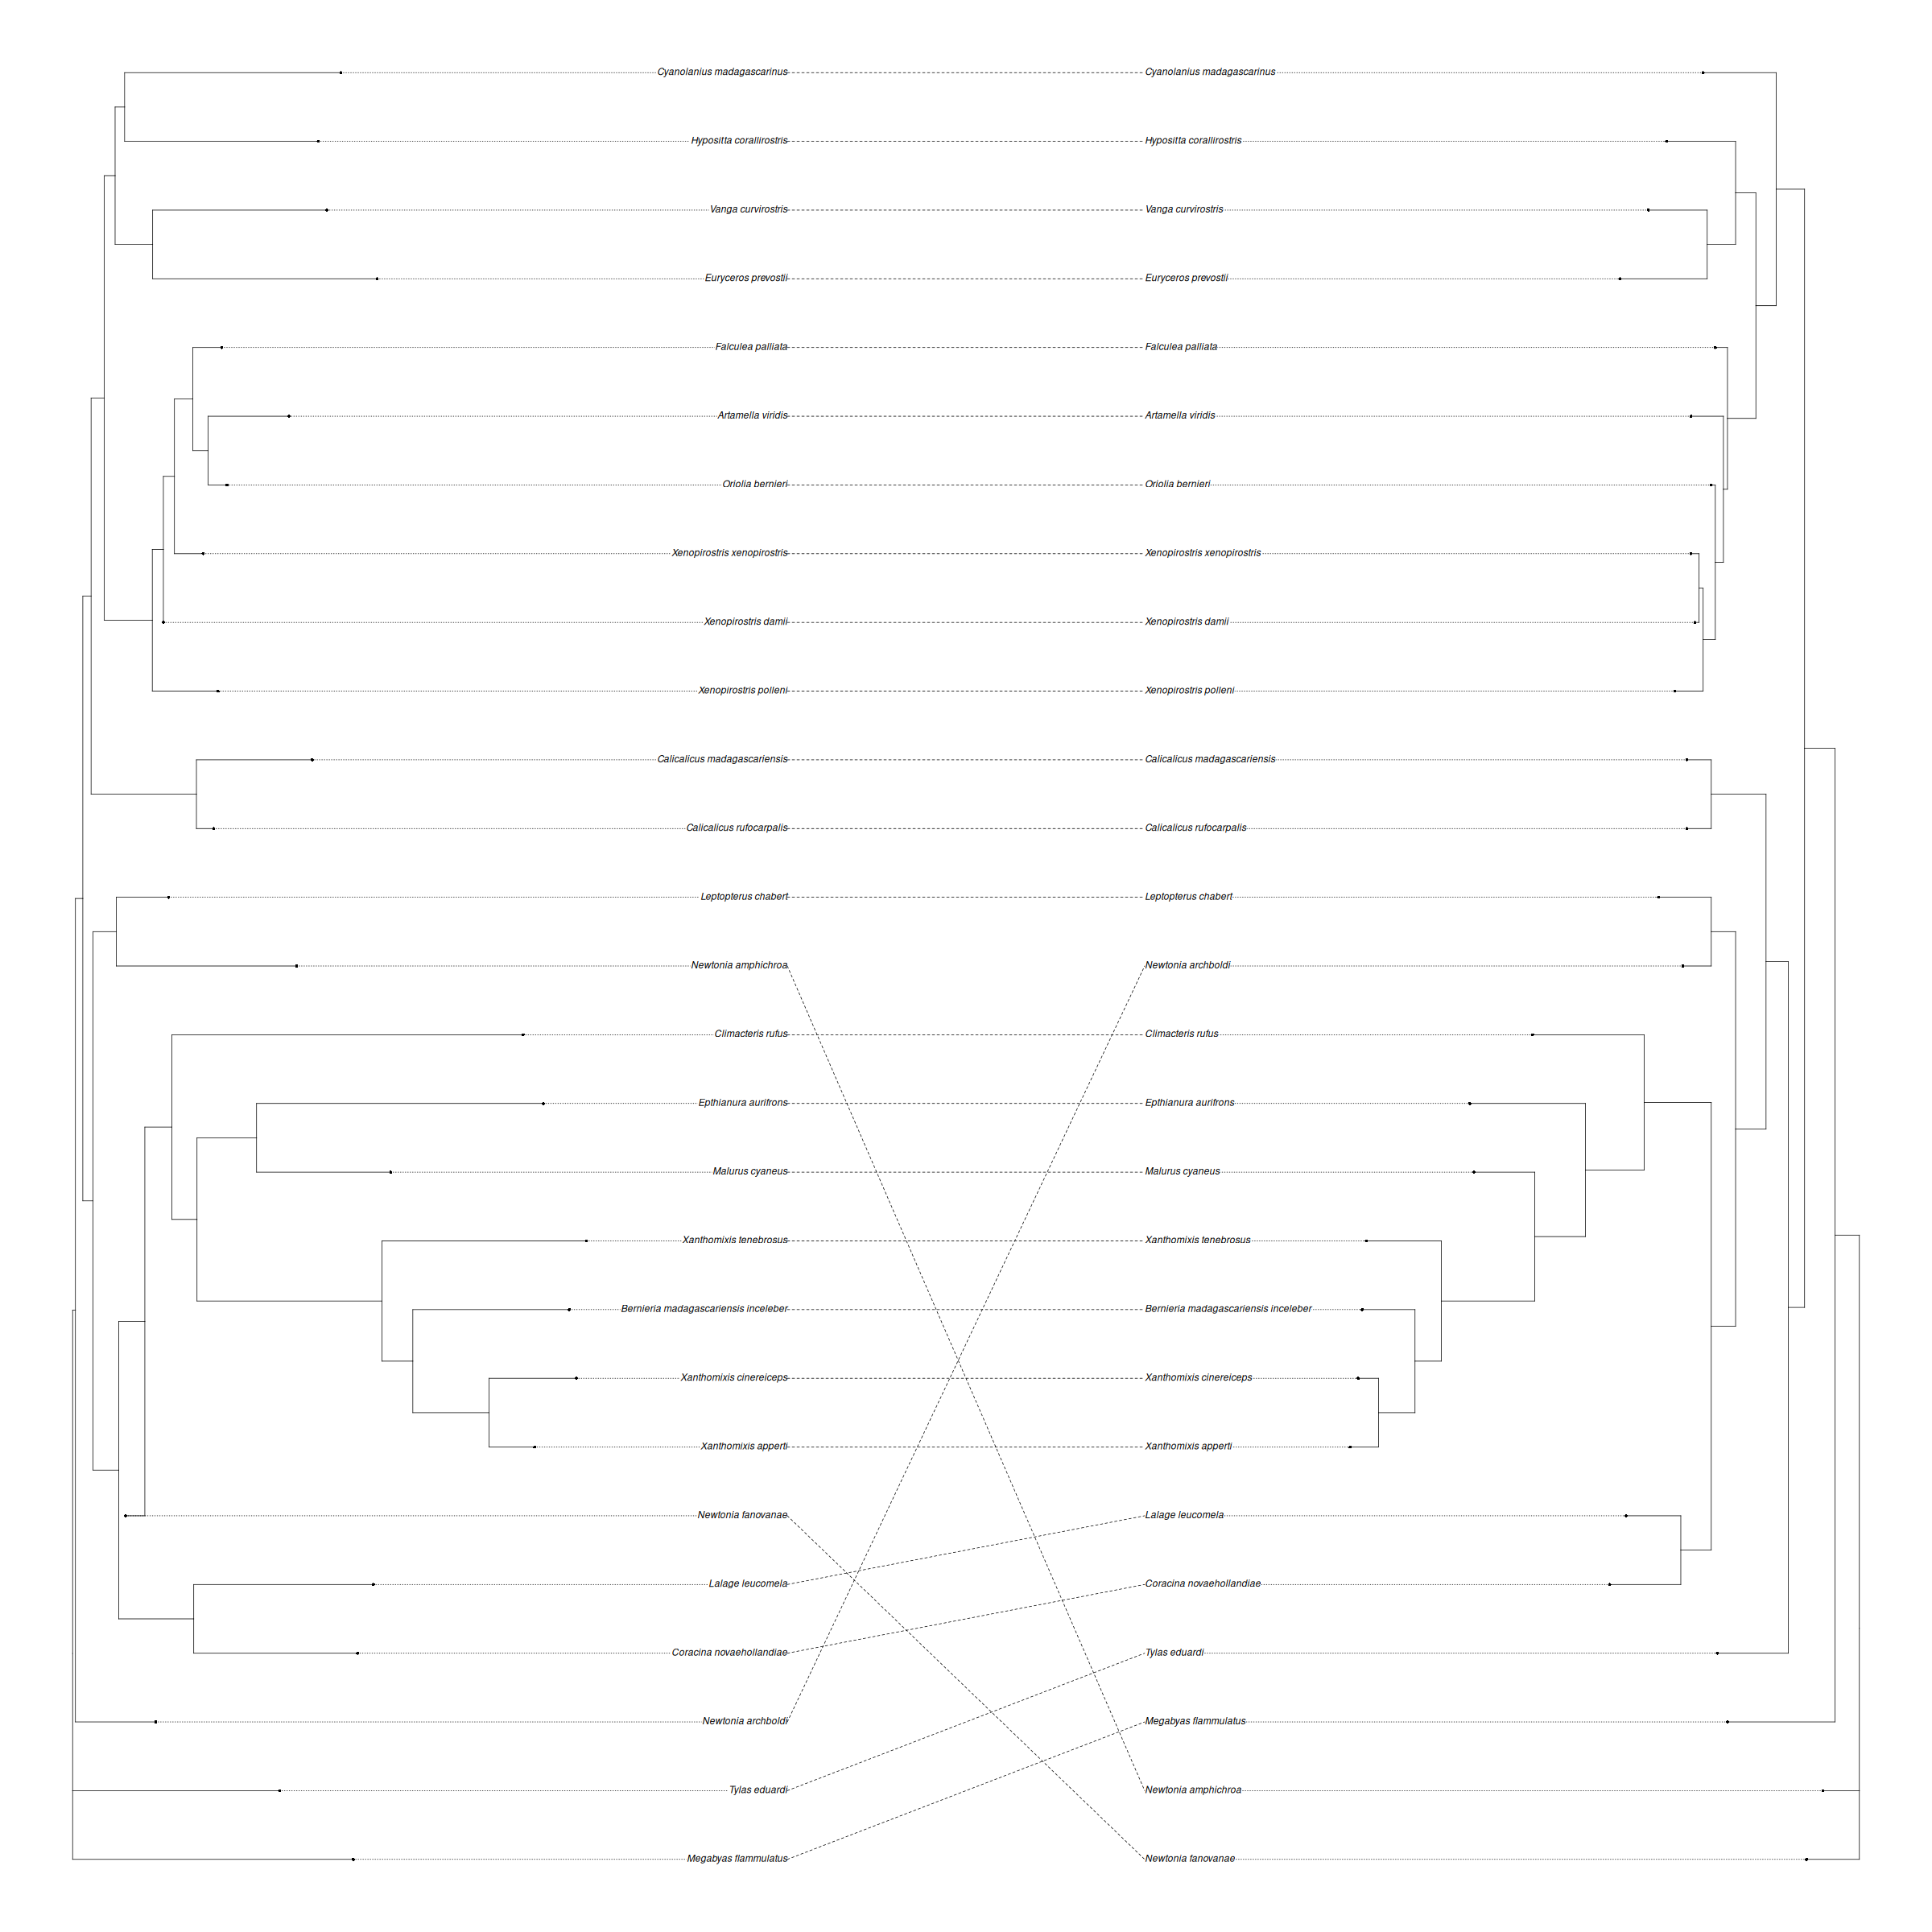 Cyanolanius madagascarinus Cyanolanius madagascarinus
Hypositta corallirostris Hypositta corallirostris
Vanga curvirostris Vanga curvirostris
Euryceros prevostii Euryceros prevostii
Falculea palliata Falculea palliata
Artamella viridis Artamella viridis
Oriolia bernieri Oriolia bernieri
Xenopirostris xenopirostris Xenopirostris xenopirostris
Xenopirostris damii Xenopirostris damii
Xenopirostris polleni Xenopirostris polleni
Calicalicus madagascariensis Calicalicus madagascariensis
Calicalicus rufocarpalis Calicalicus rufocarpalis
Leptopterus chabert Leptopterus chabert
Newtonia amphichroa Newtonia archboldi
Climacteris rufus Climacteris rufus
Epthianura aurifrons Epthianura aurifrons
Malurus cyaneus Malurus cyaneus
Xanthomixis tenebrosus Xanthomixis tenebrosus
Bernieria madagascariensis inceleber Bernieria madagascariensis inceleber
Xanthomixis cinereiceps Xanthomixis cinereiceps
Xanthomixis apperti Xanthomixis apperti
Newtonia fanovanae Lalage leucomela
Lalage leucomela Coracina novaehollandiae
Coracina novaehollandiae Tylas eduardi
Newtonia archboldi Megabyas flammulatus
Tylas eduardi Newtonia amphichroa
Megabyas flammulatus Newtonia fanovanae